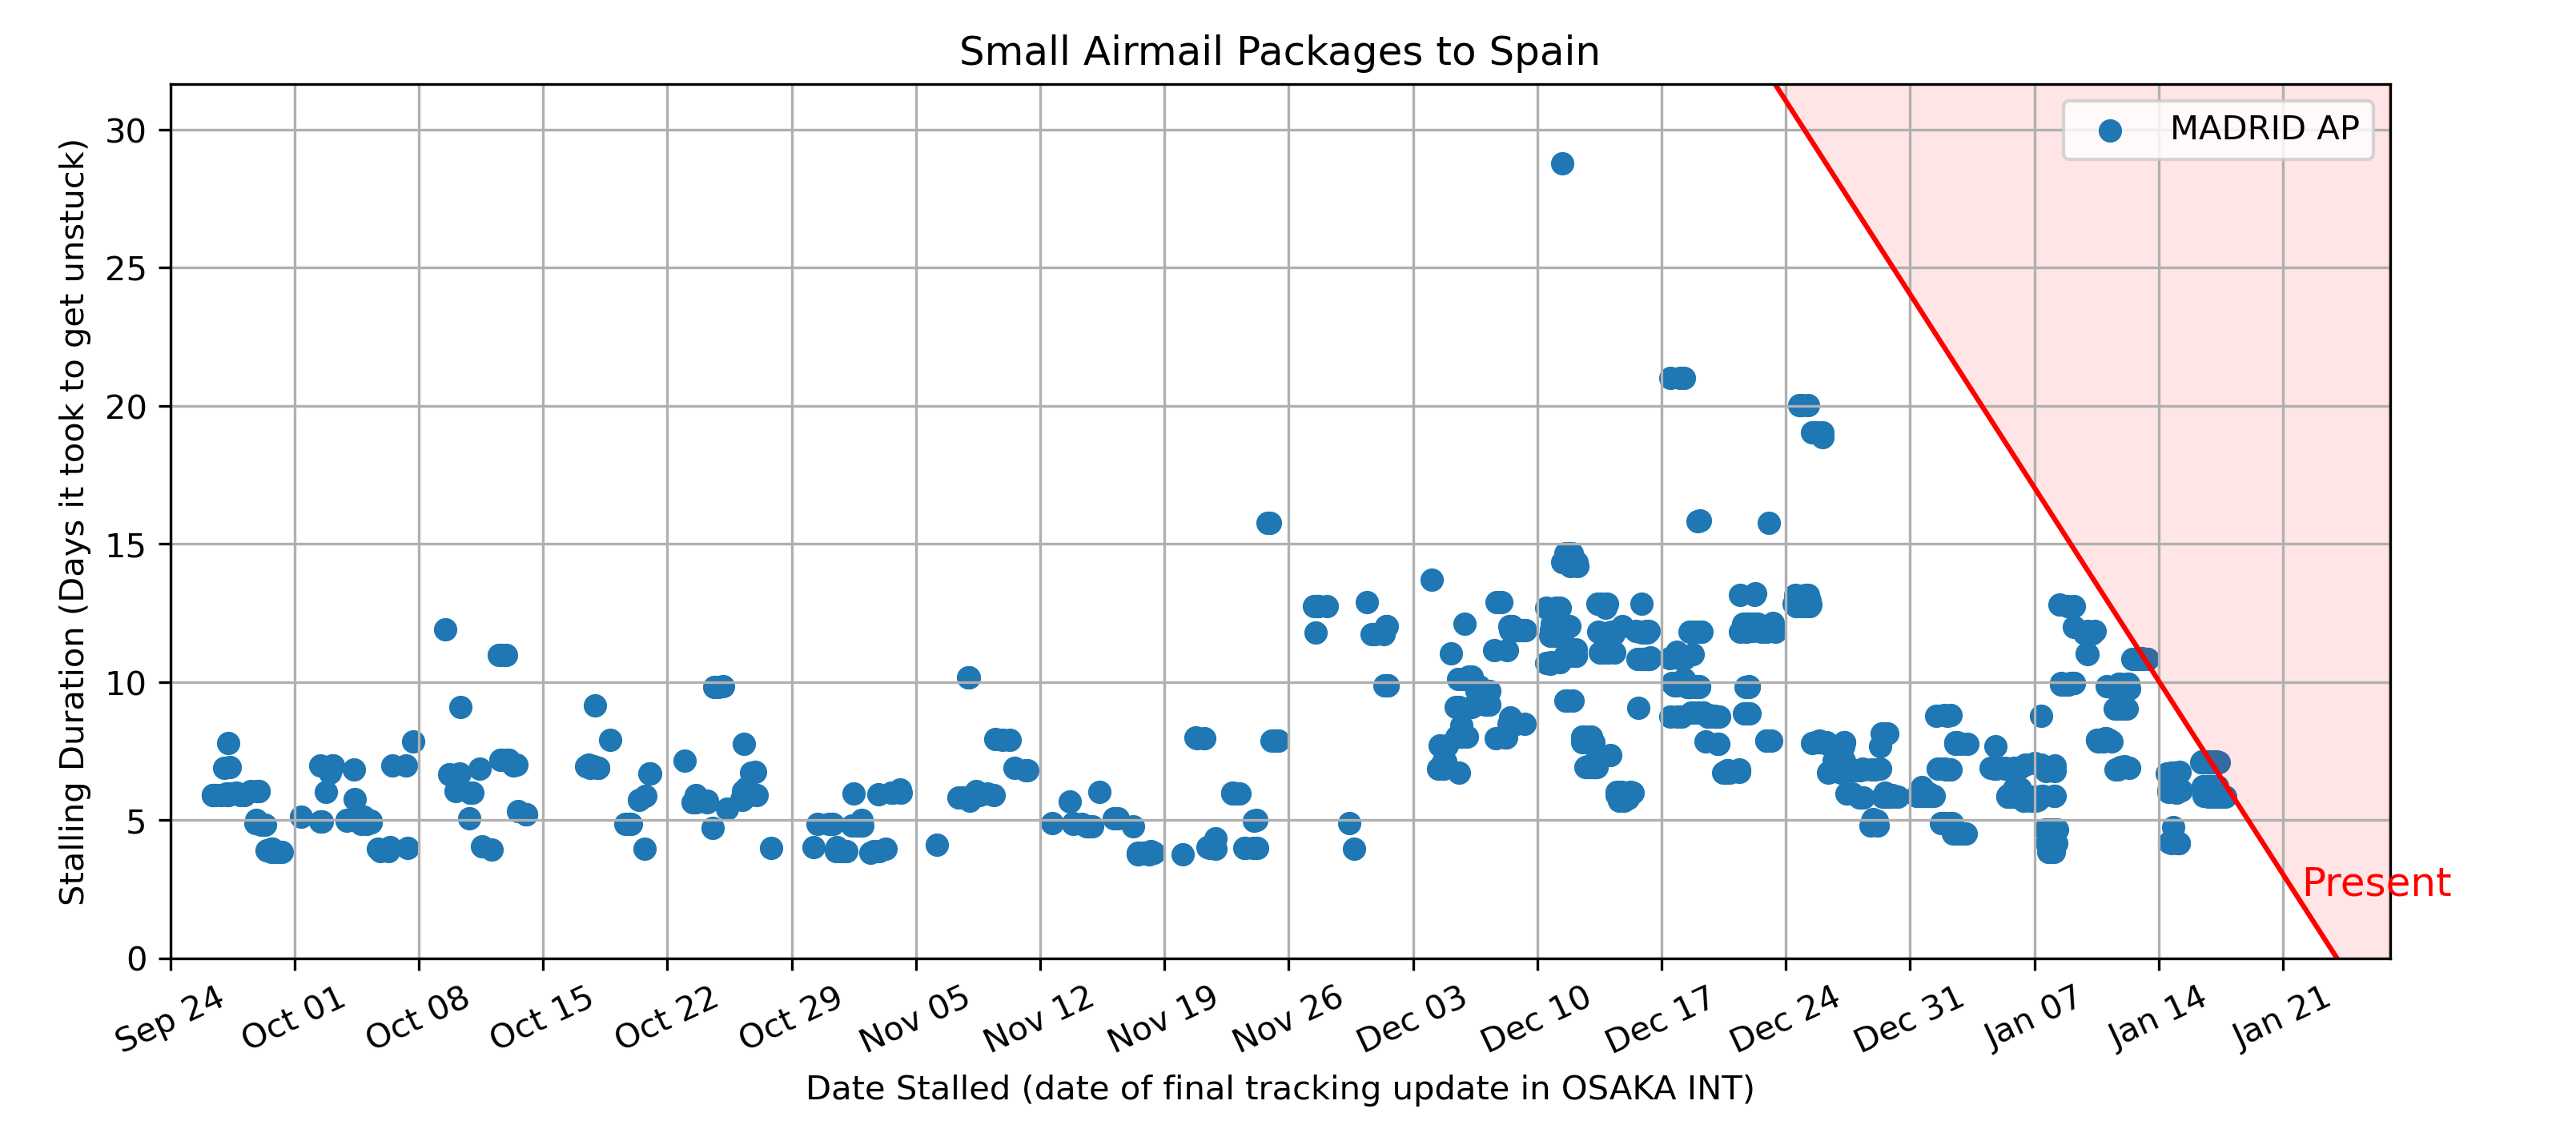 Small Airmail Packages to Spain
MADRID AP
Stalling Duration (Days it took to get unstuck)
30
25
20
15
10
5
0
Present
Sep 24
Oct 01
Oct 08
Oct 15
Oct 22
Oct 29
Nov 05
Nov 12
Nov 19
Nov 26
Dec 03
Dec 10
Dec 17
Dec 24
Dec 31
Jan 07
Jan 14
Jan 21
Date Stalled (date of final tracking update in OSAKA INT)